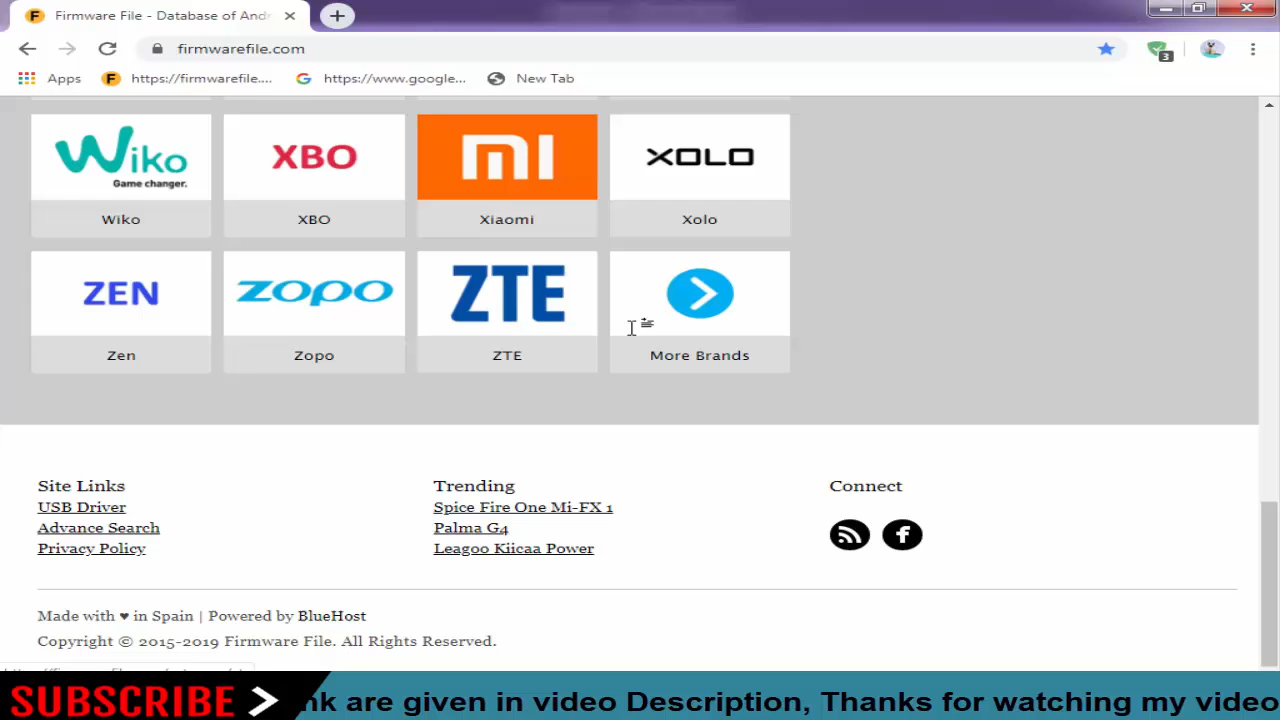 Firmware File - Database of Andr
firmwarefile.com
3
Apps
F
https://firmwarefile....
https://www.google...
New Tab
Wiko
Game changer.
XBO
mi
XOLO
Wiko
XBO
Xiaomi
Xolo
ZEN
ZOPO
ZTE
Zen
Zopo
ZTE
More Brands
Site Links
USB Driver
Advance Search
Privacy Policy
Trending
Spice Fire One Mi-FX 1
Palma G4
Leagoo Kiicaa Power
Connect
Made with ♥ in Spain | Powered by BlueHost
Copyright © 2015-2019 Firmware File. All Rights Reserved.
SUBSCRIBE
nk are given in video Description, Thanks for watching my video